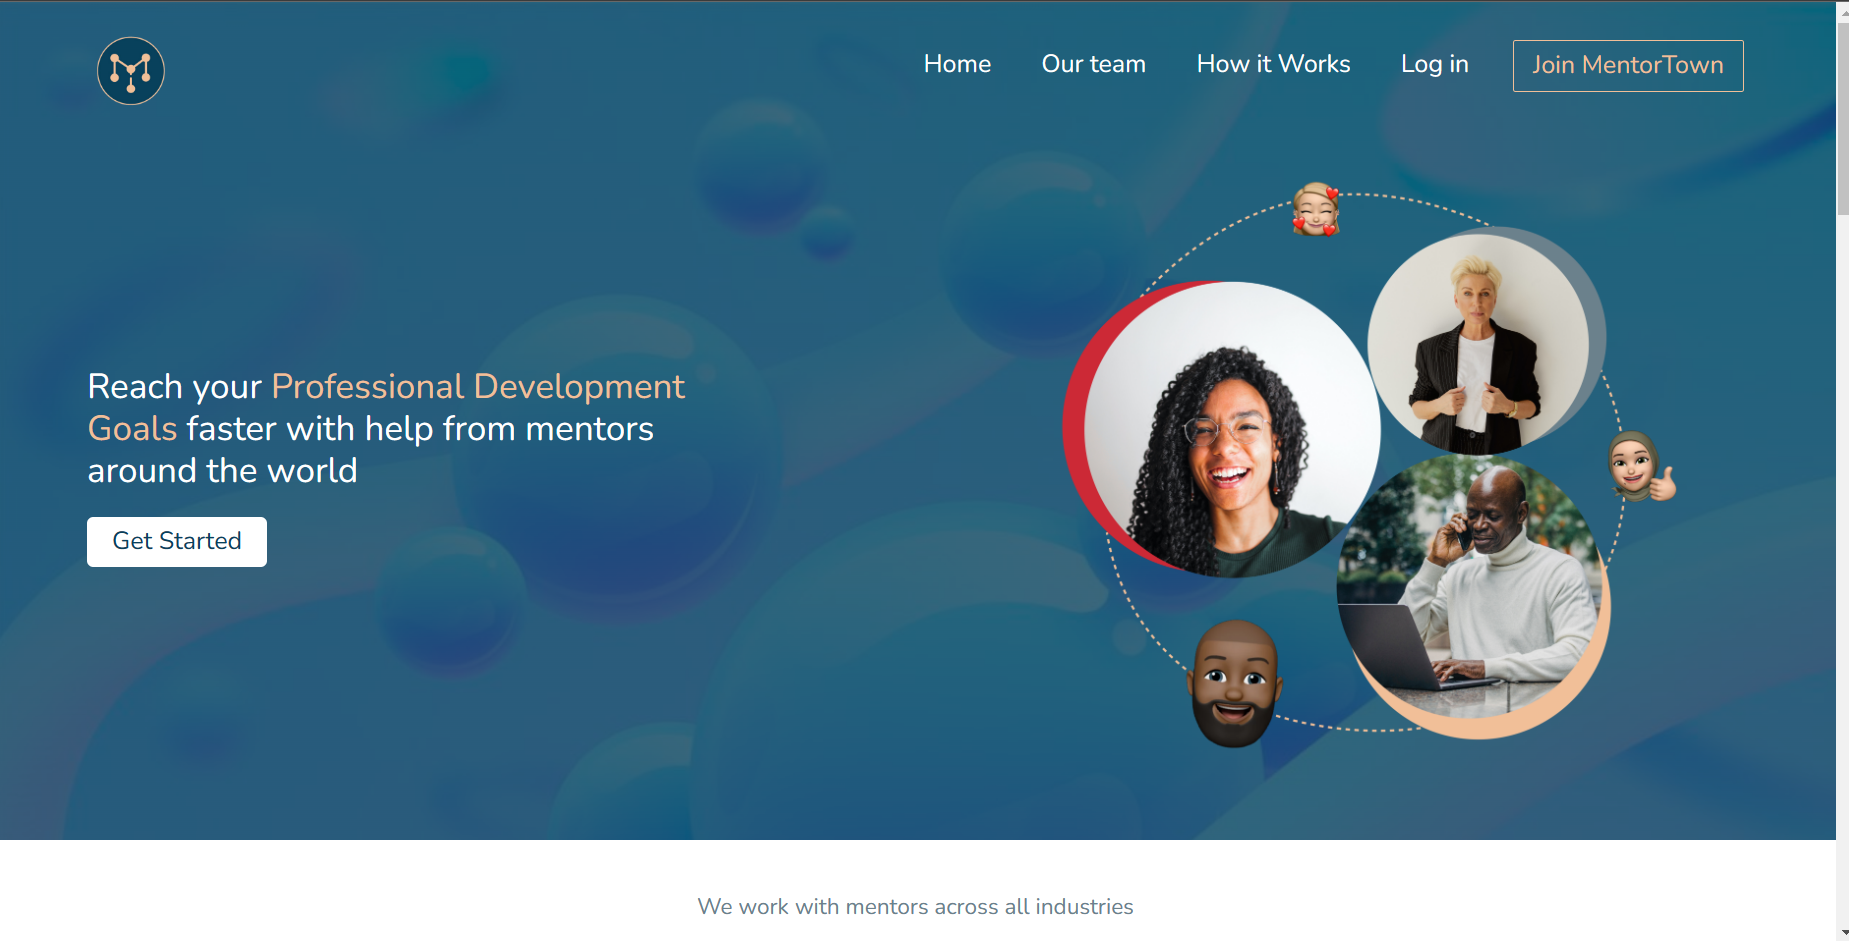 Home
Our team
How it Works
Log in
Join MentorTown
Reach your Professional Development
Goals faster with help from mentors
around the world
Get Started
We work with mentors across all industries